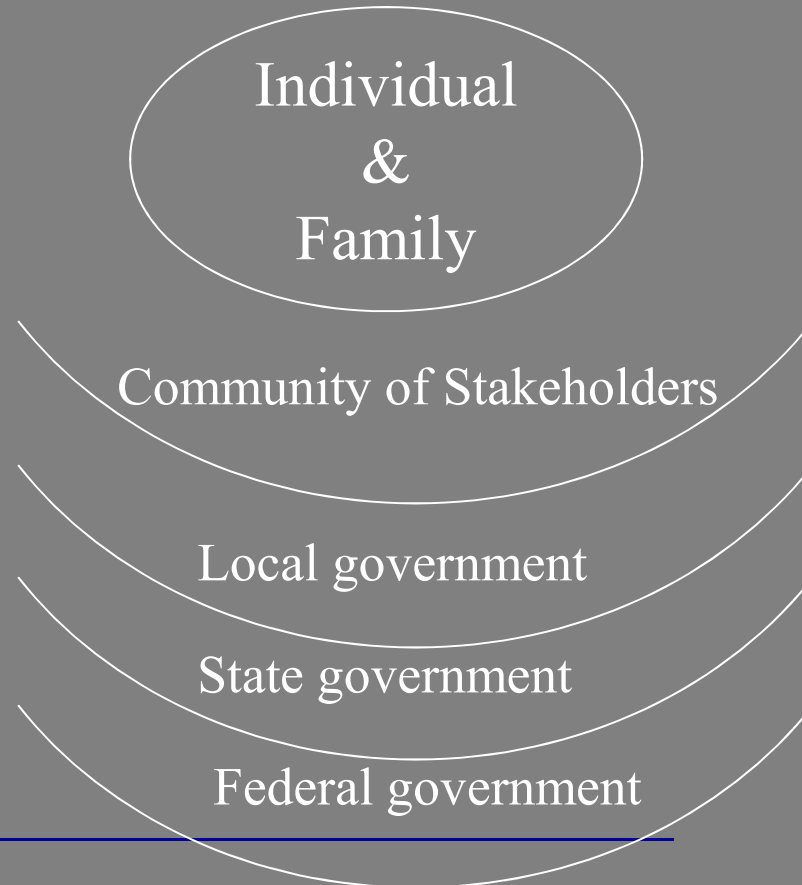 Individual
&
Family
Community of Stakeholders
Local government
State government
Federal government